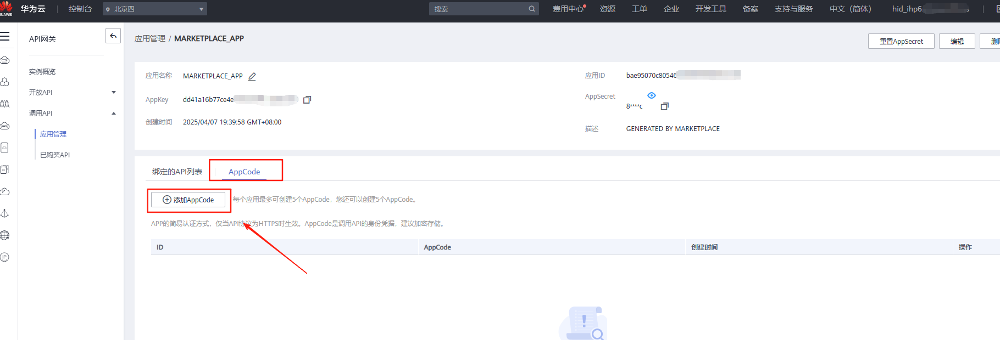 HUAWEI 华为云 控制台 北京四 搜索 费用中心 资源 工单 企业 开发工具 备案 支持与服务 中文（简体） hid_ihp6
API网关
应用管理 / MARKETPLACE_APP
重置AppSecret 编辑
实例概览
开放API
调用API
应用管理
已购买API
应用名称 MARKETPLACE_APP
应用ID bae95070c80546
AppKey dd41a16b77ce4e
AppSecret
8****c
创建时间 2025/04/07 19:39:58 GMT+08:00
描述 GENERATED BY MARKETPLACE
绑定的API列表 AppCode
添加AppCode 每个应用最多可创建5个AppCode，您还可以创建5个AppCode。
APP的简易认证方式，仅当API协议为HTTPS时生效。AppCode是调用API的身份凭据，建议加密存储。
ID AppCode 创建时间 操作